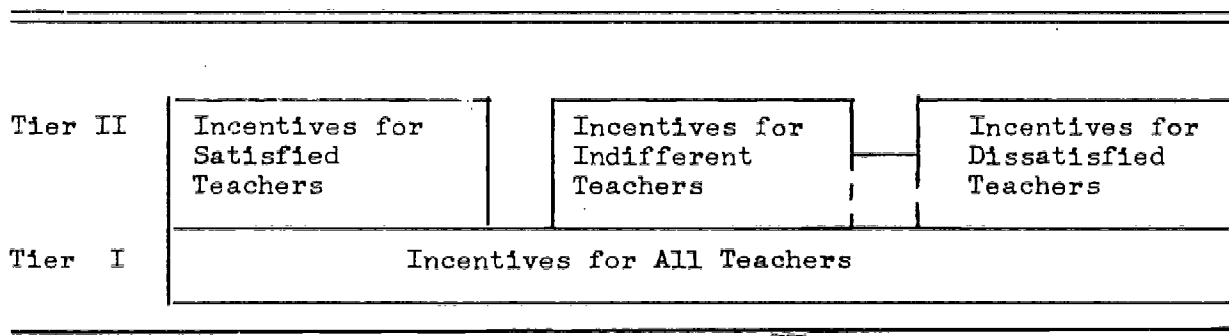 Tier II
Incentives for
Satisfied
Teachers
Incentives for
Indifferent
Teachers
Incentives for
Dissatisfied
Teachers
Tier I
Incentives for All Teachers